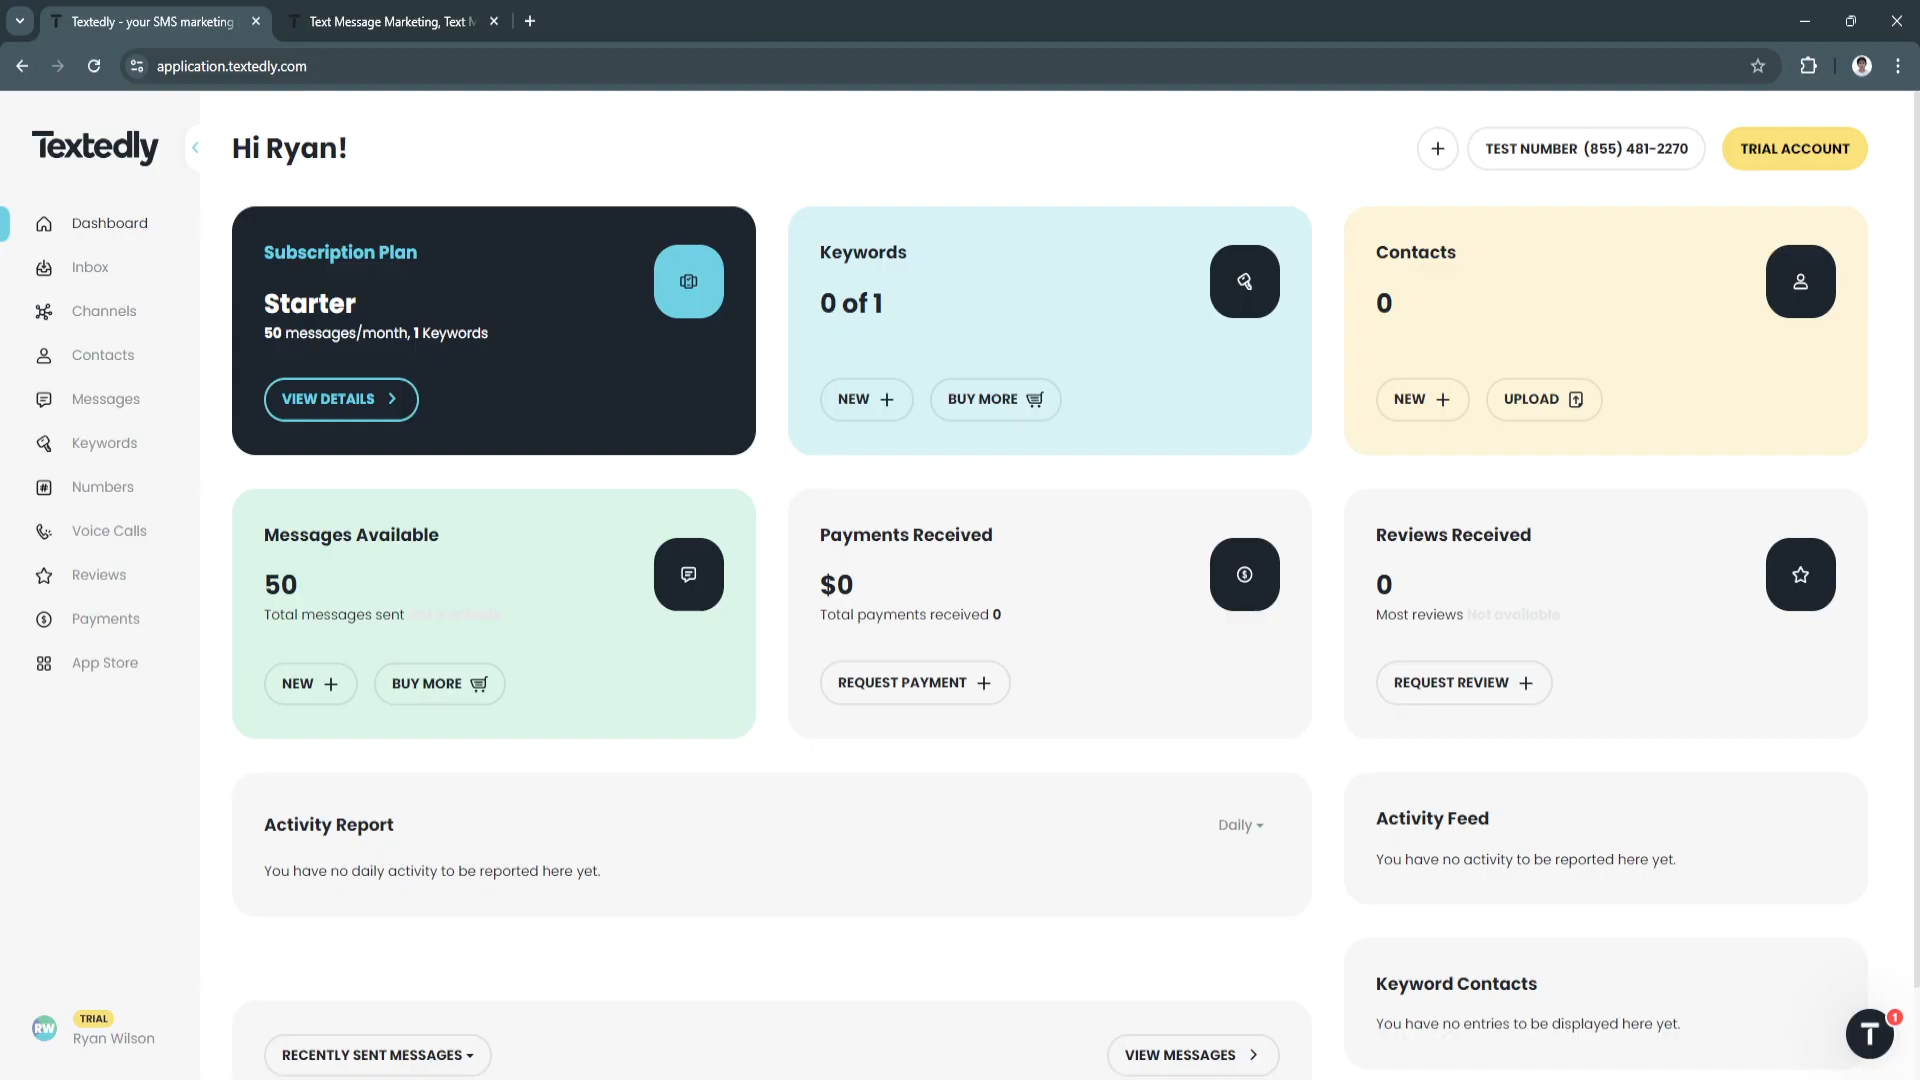 Textedly - your SMS marketing
Text Message Marketing, Text M
application.textedly.com
Textedly
Hi Ryan!
TEST NUMBER (855) 481-2270
TRIAL ACCOUNT
Dashboard
Inbox
Channels
Contacts
Messages
Keywords
Numbers
Voice Calls
Reviews
Payments
App Store
Subscription Plan
Starter
50 messages/month, 1 Keywords
VIEW DETAILS
Keywords
0 of 1
NEW
BUY MORE
Contacts
0
NEW
UPLOAD
Messages Available
50
Total messages sent
NEW
BUY MORE
Payments Received
$0
Total payments received 0
REQUEST PAYMENT
Reviews Received
0
Most reviews Not available
REQUEST REVIEW
Activity Report
Daily
You have no daily activity to be reported here yet.
Activity Feed
You have no activity to be reported here yet.
Keyword Contacts
You have no entries to be displayed here yet.
RECENTLY SENT MESSAGES
VIEW MESSAGES
RW
TRIAL
Ryan Wilson
T
1